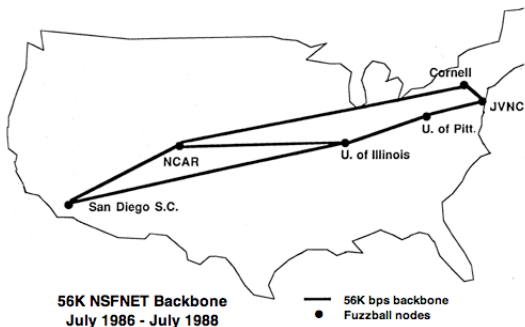 Cornell
JVNC
U. of Pitt.
U. of Illinois
NCAR
San Diego S.C.
56K NSFNET Backbone
July 1986 - July 1988
56K bps backbone
Fuzzball nodes